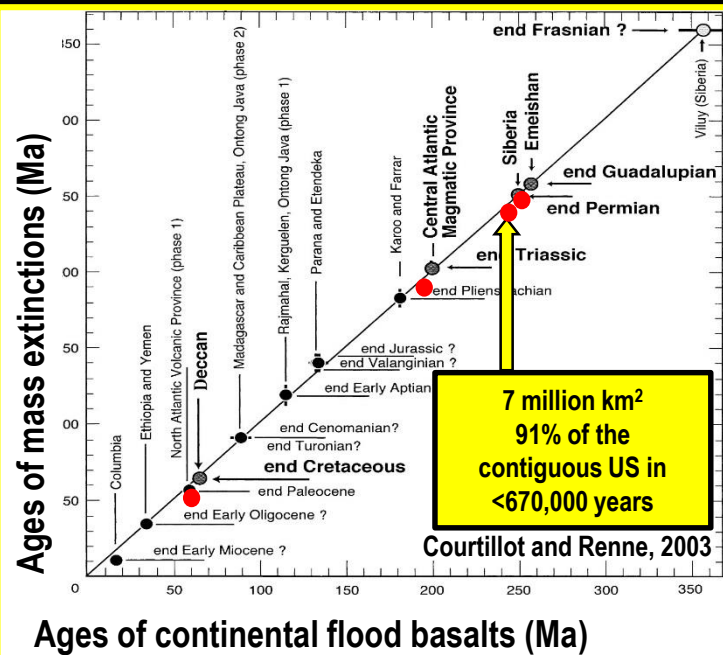 end Frasnian ?
Viluy (Siberia)
Siberia
Emeishan
end Guadalupian
end Permian
Central Atlantic
Magmatic Province
end Triassic
Karoo and Farrar
end Pliensbachian
Parana and Etendeka
Rajmahal, Kerguelen, Ontong Java (phase 1)
Madagascar and Caribbean Plateau, Ontong Java (phase 2)
Deccan
North Atlantic Volcanic Province (phase 1)
Ethiopia and Yemen
Columbia
end Jurassic ?
end Valanginian ?
end Early Aptian
end Cenomanian?
end Turonian?
end Cretaceous
end Paleocene
end Early Oligocene ?
end Early Miocene ?
7 million km²
91% of the
contiguous US in
<670,000 years
Courtillot and Renne, 2003
Ages of mass extinctions (Ma)
50
00
50
00
50
00
50
0
0 50 100 150 200 250 300 350
Ages of continental flood basalts (Ma)